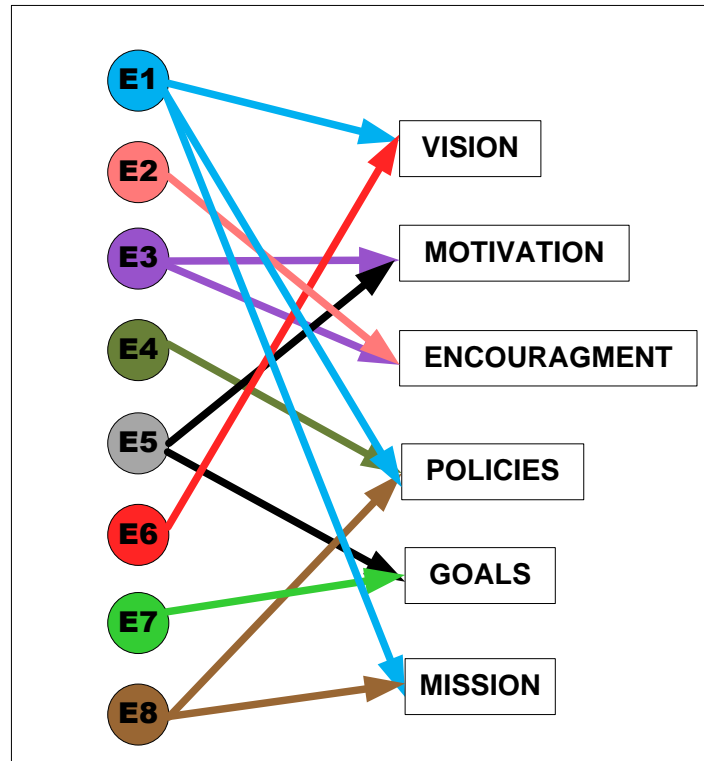 E1
E2
E3
E4
E5
E6
E7
E8
VISION
MOTIVATION
ENCOURAGMENT
POLICIES
GOALS
MISSION